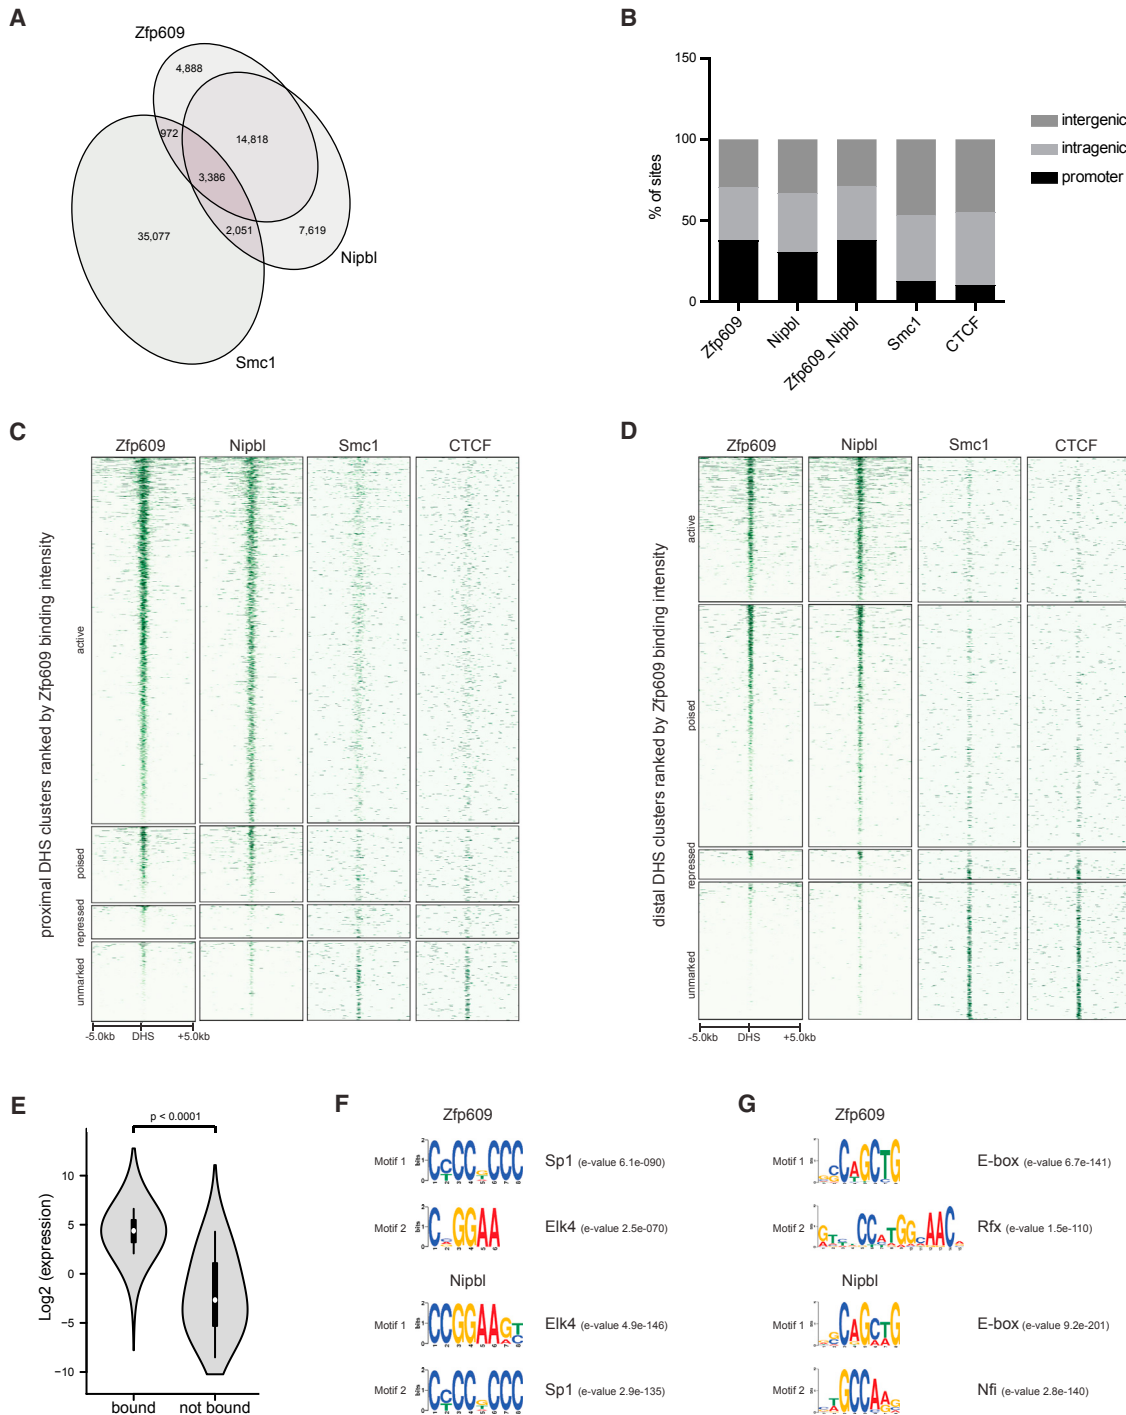 A
Zfp609
4,888
972
14,818
3,386
35,077
2,051
7,619
Nipbl
Smc1
B
150
100
50
0
% of sites
intergenic
intragenic
promoter
Zfp609
Nipbl
Zfp609_Nipbl
Smc1
CTCF
C
Zfp609 Nipbl Smc1 CTCF
proximal DHS clusters ranked by Zfp609 binding intensity
active
poised
repressed
unmarked
-5.0kb DHS +5.0kb
D
Zfp609 Nipbl Smc1 CTCF
distal DHS clusters ranked by Zfp609 binding intensity
active
poised
repressed
unmarked
-5.0kb DHS +5.0kb
E
p < 0.0001
Log2 (expression)
10
5
0
−5
−10
bound not bound
F
Zfp609
Motif 1 Sp1 (e-value 6.1e-090)
Motif 2 Elk4 (e-value 2.5e-070)
Nipbl
Motif 1 Elk4 (e-value 4.9e-146)
Motif 2 Sp1 (e-value 2.9e-135)
G
Zfp609
Motif 1 E-box (e-value 6.7e-141)
Motif 2 Rfx (e-value 1.5e-110)
Nipbl
Motif 1 E-box (e-value 9.2e-201)
Motif 2 Nfi (e-value 2.8e-140)